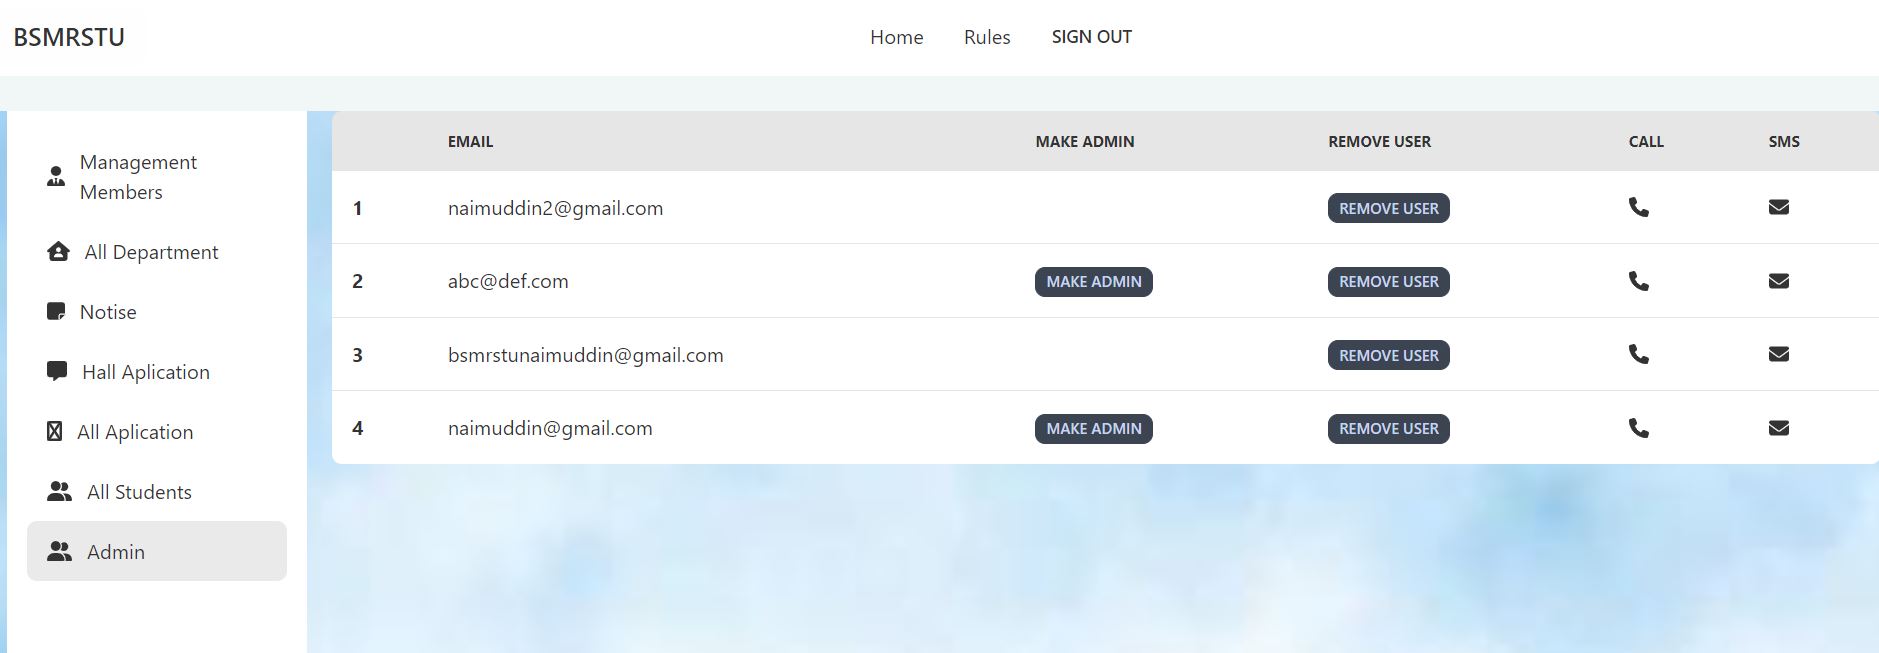 BSMRSTU
Home Rules SIGN OUT
Management
Members
All Department
Notise
Hall Aplication
All Aplication
All Students
Admin
EMAIL MAKE ADMIN REMOVE USER CALL SMS
1 naimuddin2@gmail.com REMOVE USER
2 abc@def.com MAKE ADMIN REMOVE USER
3 bsmrstunaimuddin@gmail.com REMOVE USER
4 naimuddin@gmail.com MAKE ADMIN REMOVE USER